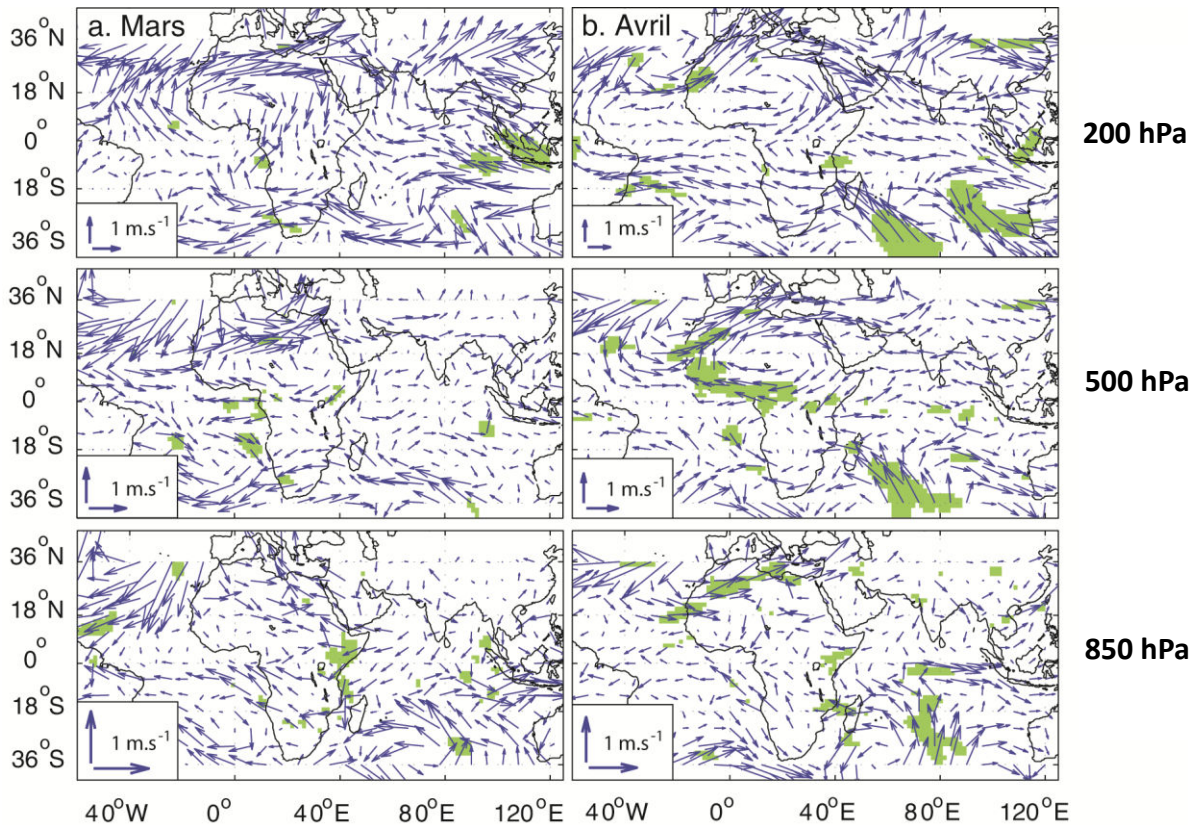 a. Mars
b. Avril
36°N
18°N
0°
18°S
36°S
1 m.s⁻¹
1 m.s⁻¹
200 hPa
36°N
18°N
0°
18°S
36°S
1 m.s⁻¹
1 m.s⁻¹
500 hPa
36°N
18°N
0°
18°S
36°S
1 m.s⁻¹
1 m.s⁻¹
850 hPa
40°W 0° 40°E 80°E 120°E 40°W 0° 40°E 80°E 120°E